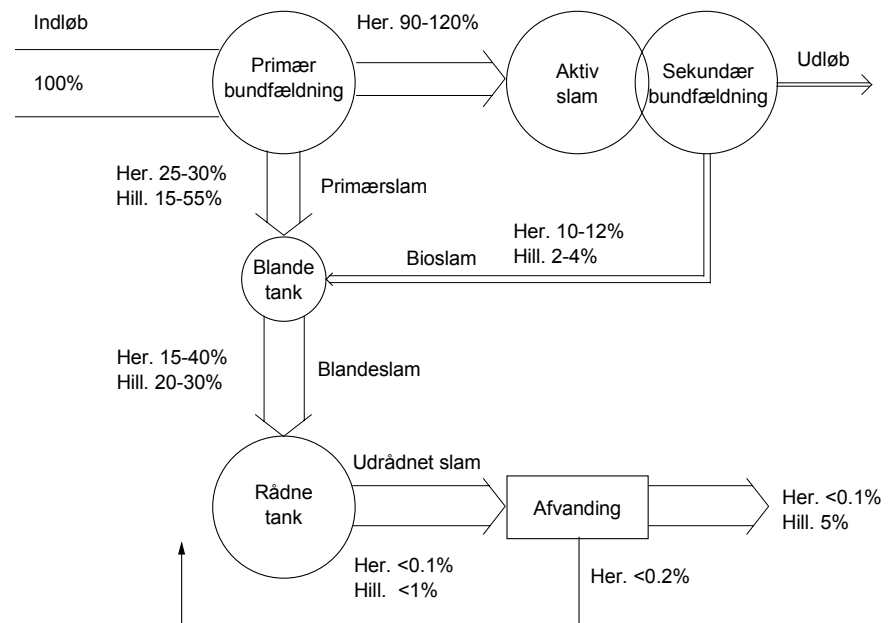 Indløb
Her. 90-120%
100%
Primær
bundfældning
Aktiv
slam
Sekundær
bundfældning
Udløb
Her. 25-30%
Hill. 15-55%
Primærslam
Her. 10-12%
Hill. 2-4%
Bioslam
Blande
tank
Her. 15-40%
Hill. 20-30%
Blandeslam
Udrådnet slam
Rådne
tank
Afvanding
Her. <0.1%
Hill. 5%
Her. <0.1%
Hill. <1%
Her. <0.2%